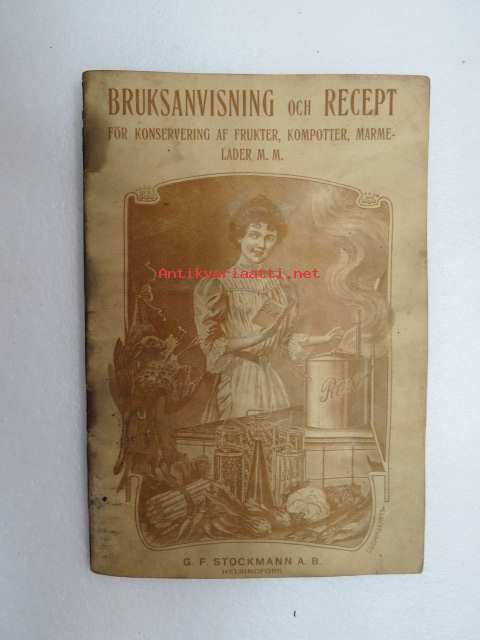 BRUKSANVISNING OCH RECEPT
FÖR KONSERVERING AF FRUKTER, KOMPOTTER, MARME-
LADER M. M.
Antikvariaatti.net
G. F. STOCKMANN A. B.
HELSINGFORS